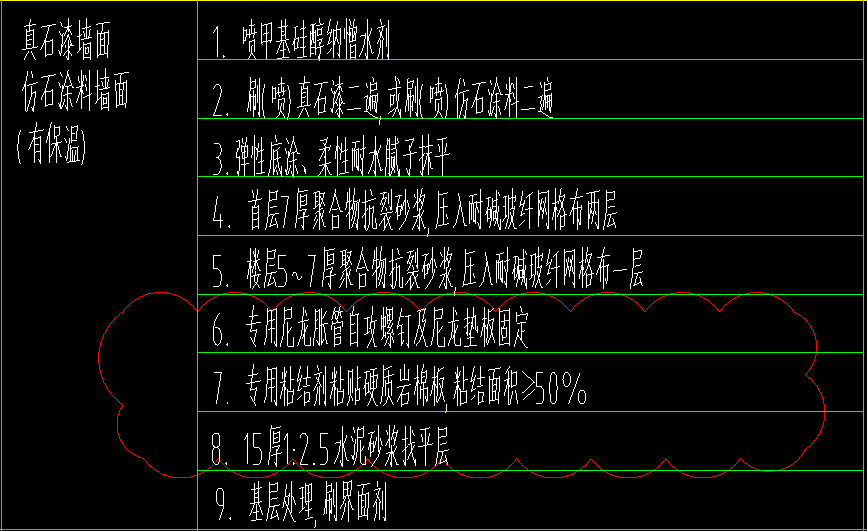 真石漆墙面
仿石涂料墙面
(有保温)
1. 喷甲基硅醇纳憎水剂
2. 刷(喷)真石漆二遍,或刷(喷)仿石涂料二遍
3.弹性底涂、柔性耐水腻子抹平
4. 首层7厚聚合物抗裂砂浆,压入耐碱玻纤网格布两层
5. 楼层5~7厚聚合物抗裂砂浆,压入耐碱玻纤网格布一层
6. 专用尼龙胀管自攻螺钉及尼龙垫板固定
7. 专用粘结剂粘贴硬质岩棉板,粘结面积≥50%
8. 15厚1:2.5水泥砂浆找平层
9. 基层处理,刷界面剂